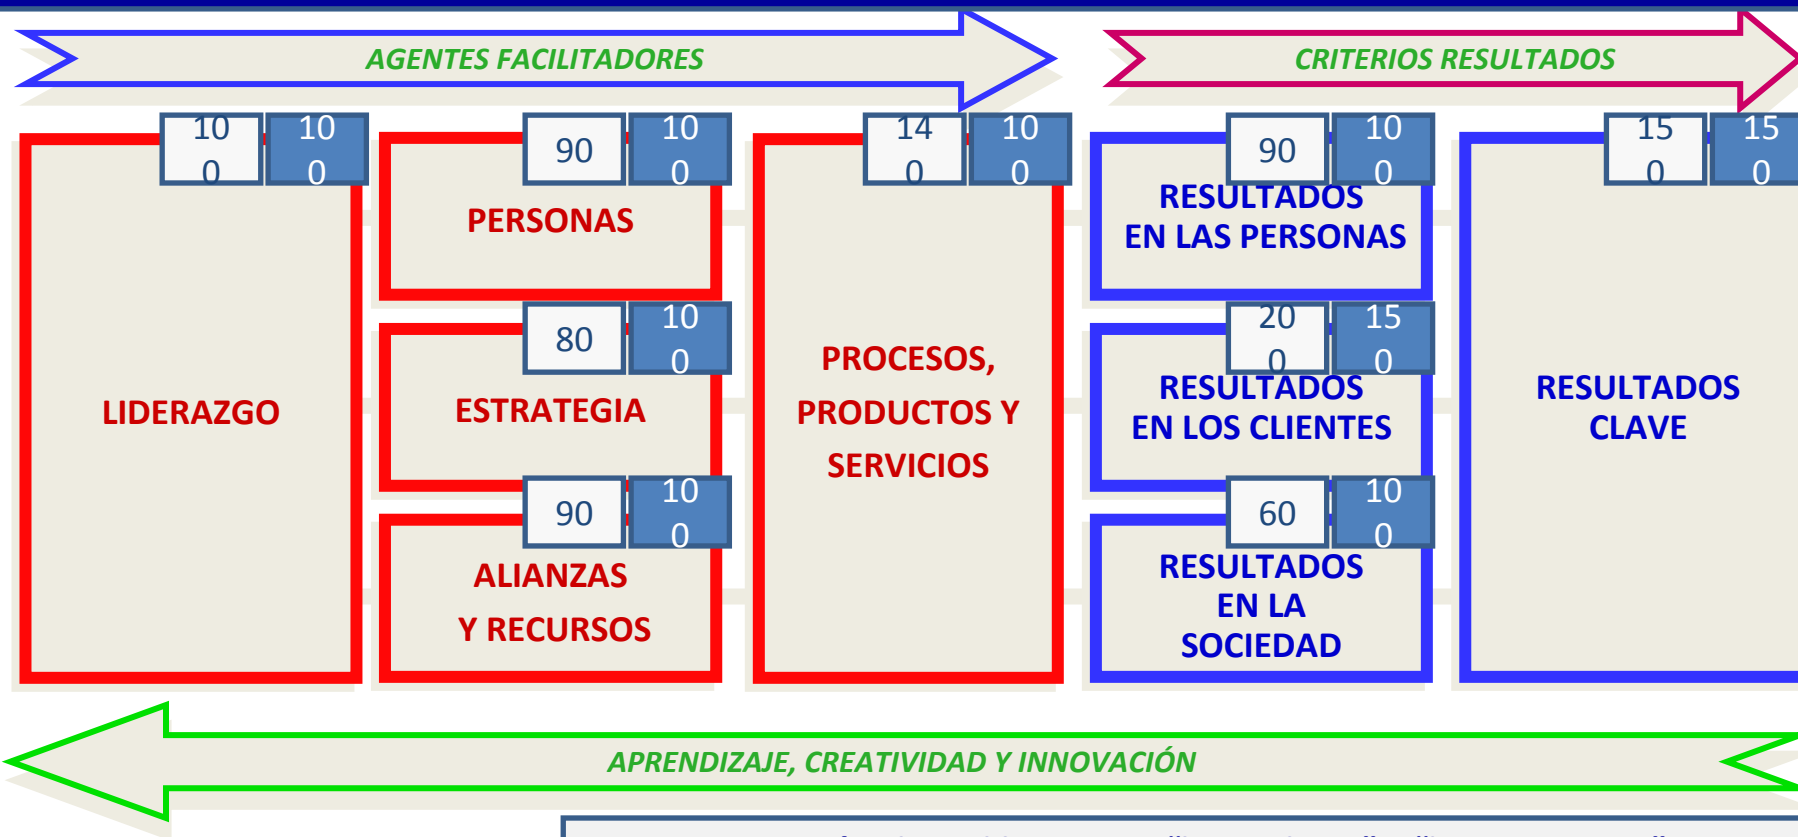 AGENTES FACILITADORES
CRITERIOS RESULTADOS
10
0
10
0
LIDERAZGO
90
10
0
PERSONAS
80
10
0
ESTRATEGIA
90
10
0
ALIANZAS
Y RECURSOS
14
0
10
0
PROCESOS,
PRODUCTOS Y
SERVICIOS
90
10
0
RESULTADOS
EN LAS PERSONAS
20
0
15
0
RESULTADOS
EN LOS CLIENTES
60
10
0
RESULTADOS
EN LA
SOCIEDAD
15
0
15
0
RESULTADOS
CLAVE
APRENDIZAJE, CREATIVIDAD Y INNOVACIÓN